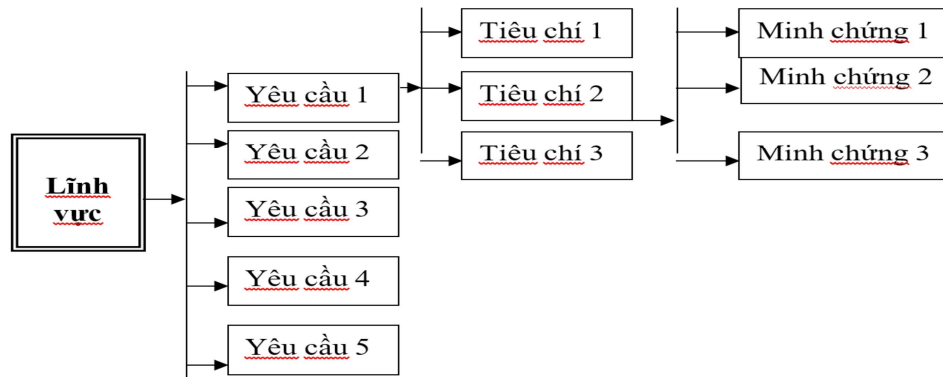 Lĩnh
vực
Yêu cầu 1
Yêu cầu 2
Yêu cầu 3
Yêu cầu 4
Yêu cầu 5
Tiêu chí 1
Tiêu chí 2
Tiêu chí 3
Minh chứng 1
Minh chứng 2
Minh chứng 3